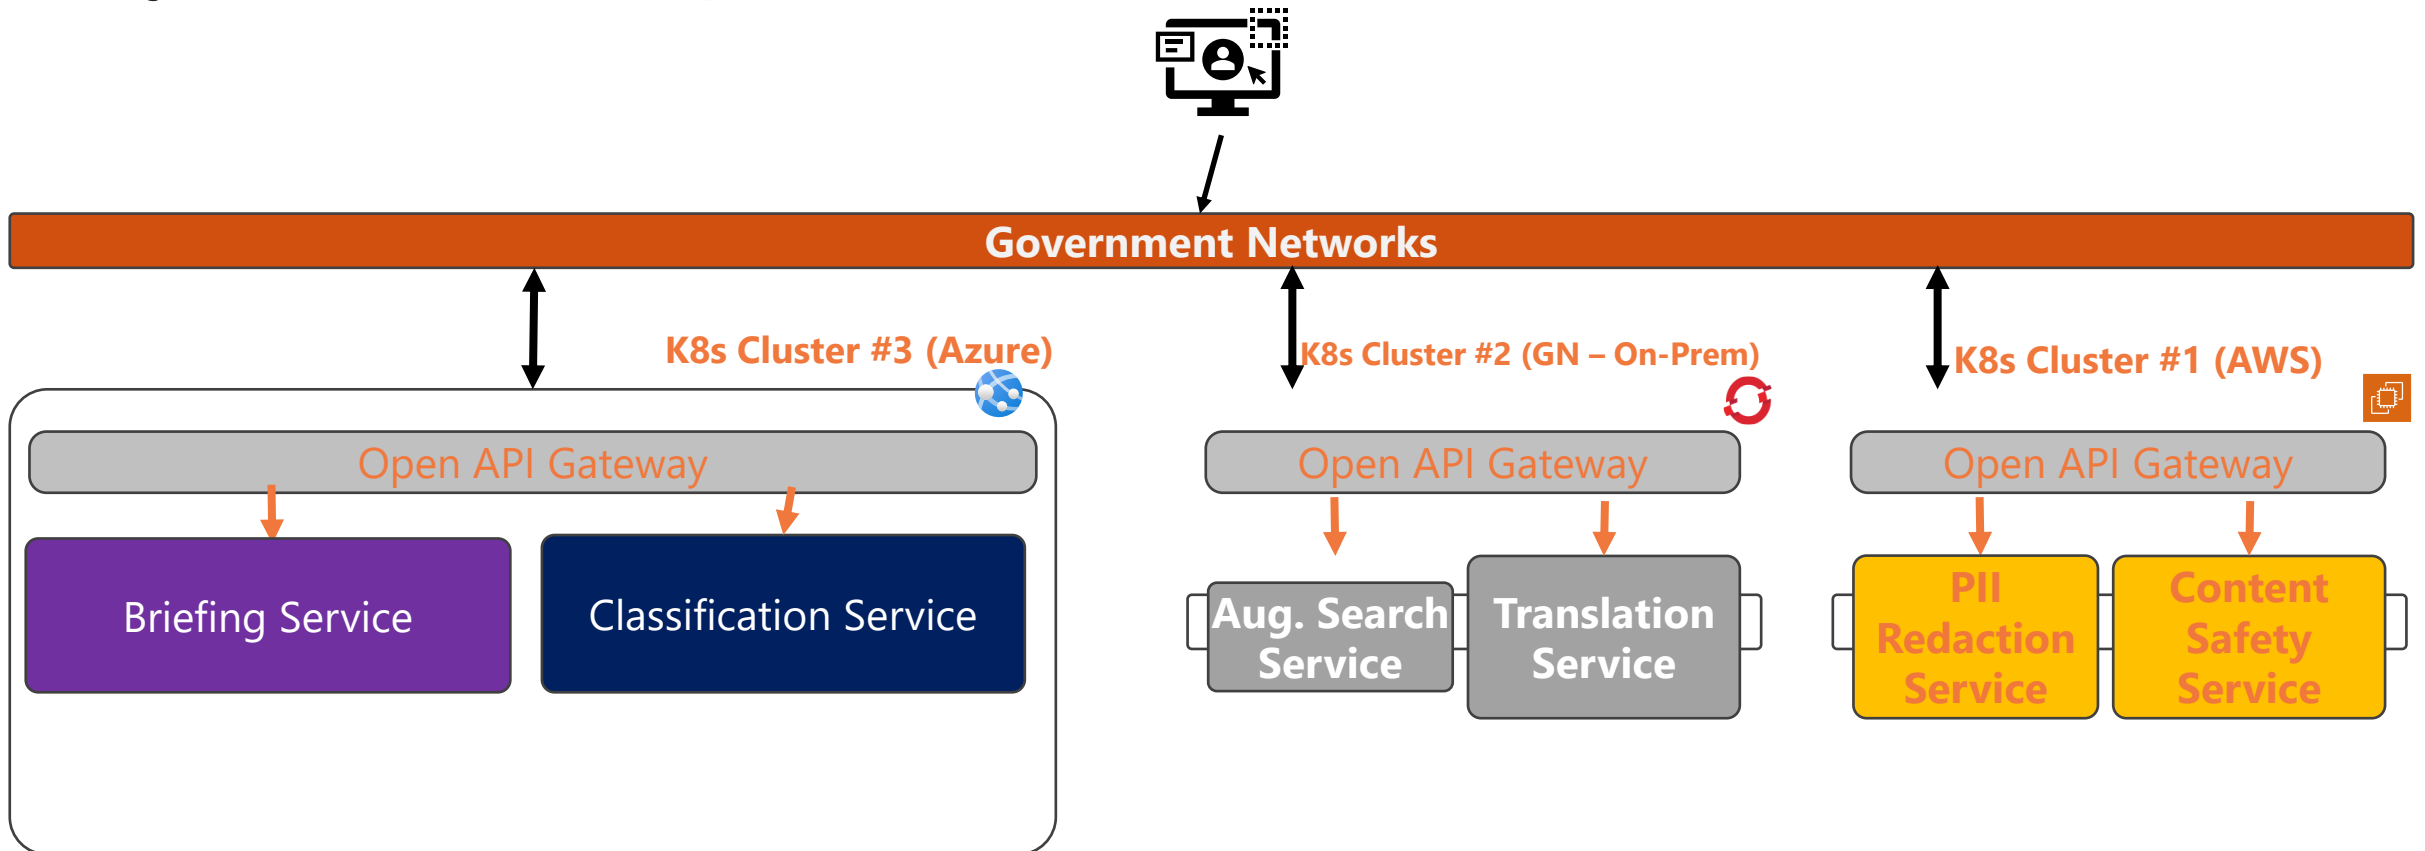 Government Networks
K8s Cluster #3 (Azure)
K8s Cluster #2 (GN – On-Prem)
K8s Cluster #1 (AWS)
Open API Gateway
Open API Gateway
Open API Gateway
Briefing Service
Classification Service
Aug. Search
Service
Translation
Service
PII
Redaction
Service
Content
Safety
Service